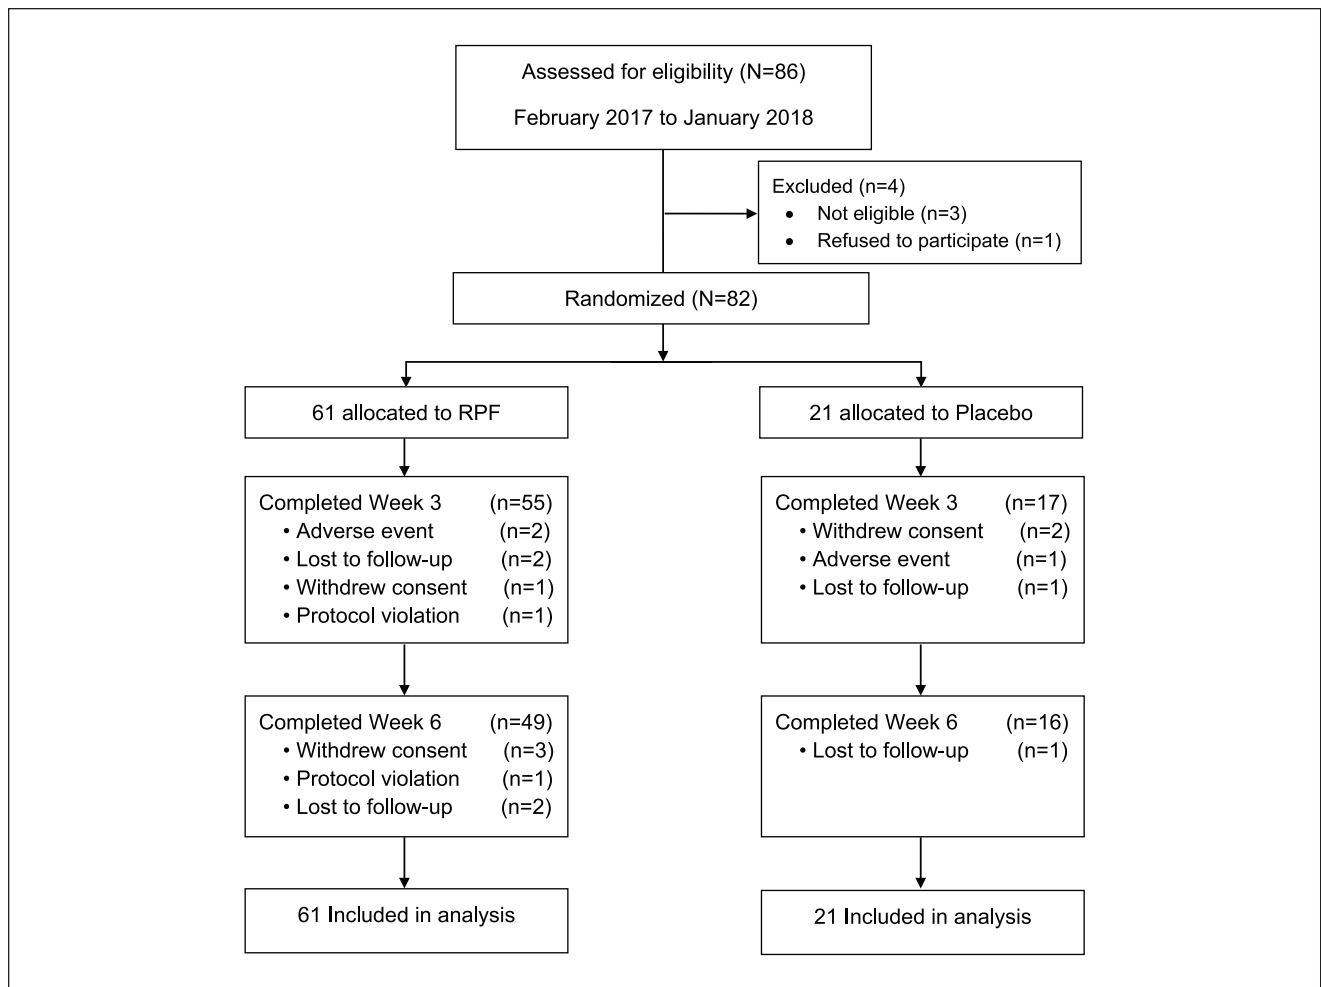 Assessed for eligibility (N=86)
February 2017 to January 2018
Excluded (n=4)
• Not eligible (n=3)
• Refused to participate (n=1)
Randomized (N=82)
61 allocated to RPF
21 allocated to Placebo
Completed Week 3 (n=55)
• Adverse event (n=2)
• Lost to follow-up (n=2)
• Withdrew consent (n=1)
• Protocol violation (n=1)
Completed Week 3 (n=17)
• Withdrew consent (n=2)
• Adverse event (n=1)
• Lost to follow-up (n=1)
Completed Week 6 (n=49)
• Withdrew consent (n=3)
• Protocol violation (n=1)
• Lost to follow-up (n=2)
Completed Week 6 (n=16)
• Lost to follow-up (n=1)
61 Included in analysis
21 Included in analysis